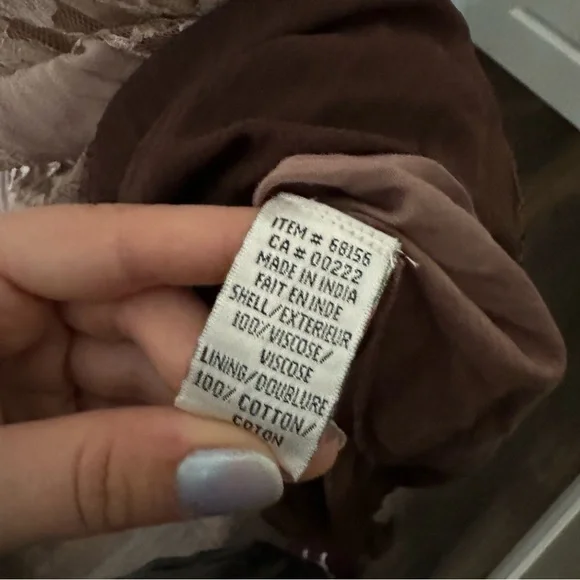 ITEM # 68156
CA # 00222
MADE IN INDIA
FAIT EN INDE
SHELL/EXTERIEUR
100% VISCOSE/
VISCOSE
LINING/DOUBLURE
100% COTTON/
COTON